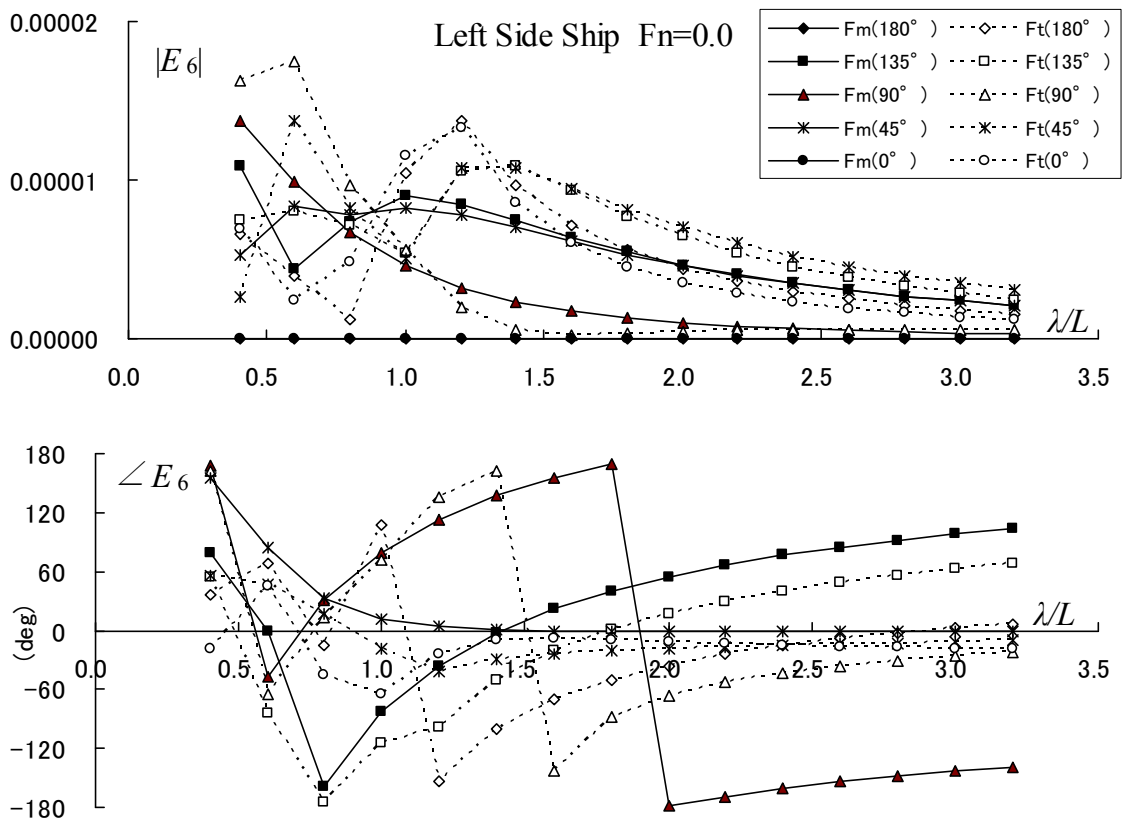 0.00002
Left Side Ship Fn=0.0
|E6|
Fm(180°)
Ft(180°)
Fm(135°)
Ft(135°)
Fm(90°)
Ft(90°)
Fm(45°)
Ft(45°)
Fm(0°)
Ft(0°)
0.00001
0.00000
λ/L
0.0 0.5 1.0 1.5 2.0 2.5 3.0 3.5
180
∠E6
120
60
0
λ/L
(deg)
0.0 0.5 1.0 1.5 2.0 2.5 3.0 3.5
-60
-120
-180